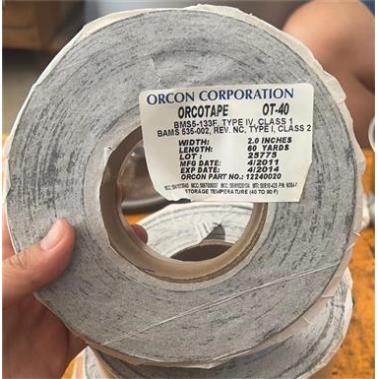 ORCON CORPORATION
ORCOTAPE OT-40
BMS5-133F, TYPE IV, CLASS 1
BAMS 535-002, REV. NC, TYPE I, CLASS 2
WIDTH: 2.0 INCHES
LENGTH: 60 YARDS
LOT : 25775
MFG DATE: 4/2011
EXP DATE: 4/2014
ORCON PART NO.: 12240020
STORAGE TEMPERATURE (40 TO 90 F)